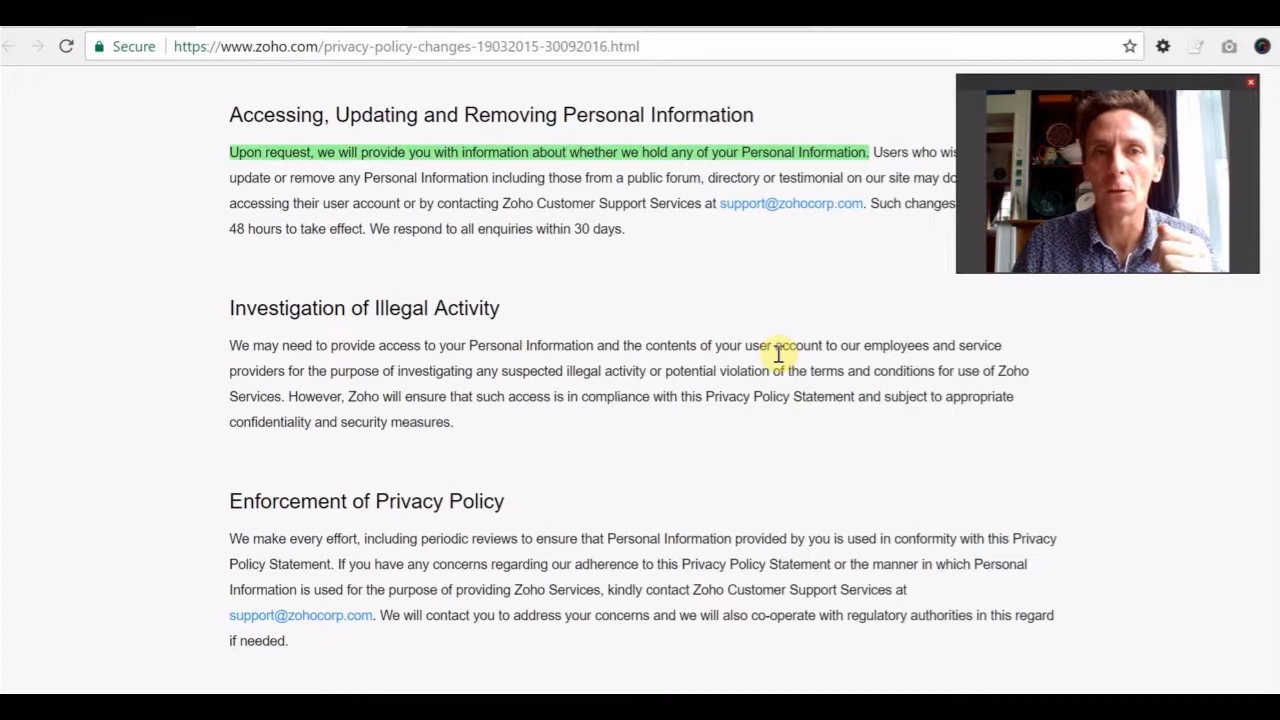 Secure https://www.zoho.com/privacy-policy-changes-19032015-30092016.html
Accessing, Updating and Removing Personal Information
Upon request, we will provide you with information about whether we hold any of your Personal Information. Users who
update or remove any Personal Information including those from a public forum, directory or testimonial on our site may
accessing their user account or by contacting Zoho Customer Support Services at support@zohocorp.com. Such changes
48 hours to take effect. We respond to all enquiries within 30 days.
Investigation of Illegal Activity
We may need to provide access to your Personal Information and the contents of your user account to our employees and service
providers for the purpose of investigating any suspected illegal activity or potential violation of the terms and conditions for use of Zoho
Services. However, Zoho will ensure that such access is in compliance with this Privacy Policy Statement and subject to appropriate
confidentiality and security measures.
Enforcement of Privacy Policy
We make every effort, including periodic reviews to ensure that Personal Information provided by you is used in conformity with this Privacy
Policy Statement. If you have any concerns regarding our adherence to this Privacy Policy Statement or the manner in which Personal
Information is used for the purpose of providing Zoho Services, kindly contact Zoho Customer Support Services at
support@zohocorp.com. We will contact you to address your concerns and we will also co-operate with regulatory authorities in this regard
if needed.